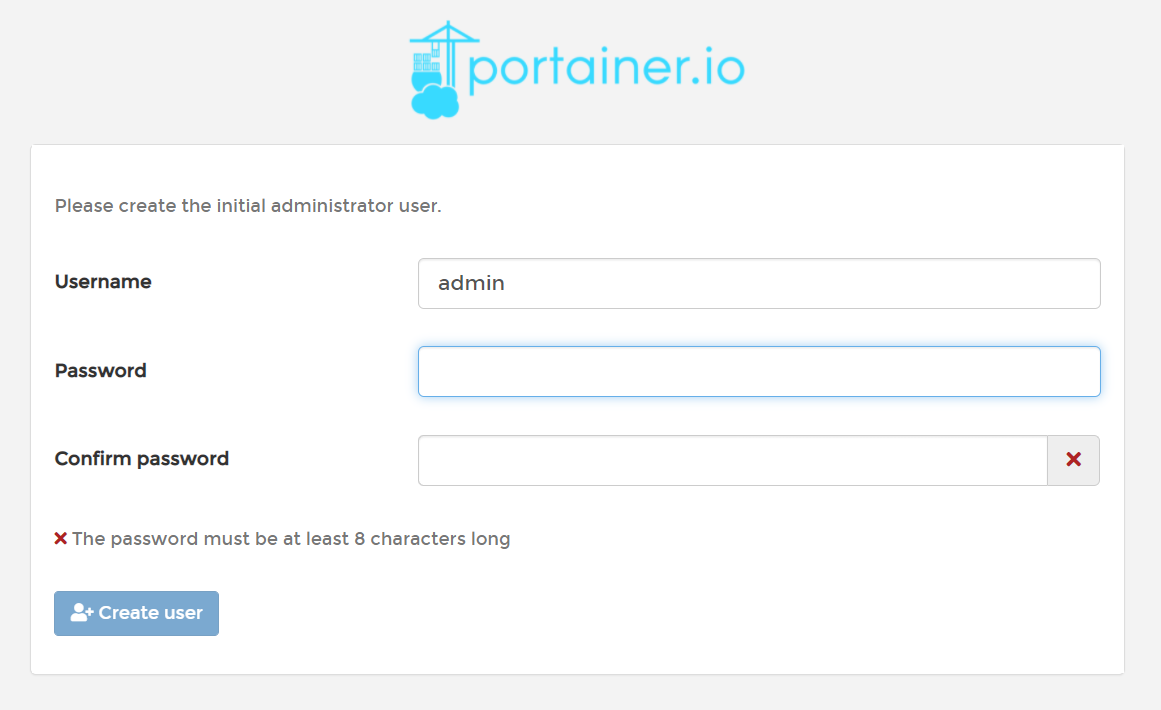 portainer.io
Please create the initial administrator user.
Username
admin
Password
Confirm password
The password must be at least 8 characters long
Create user